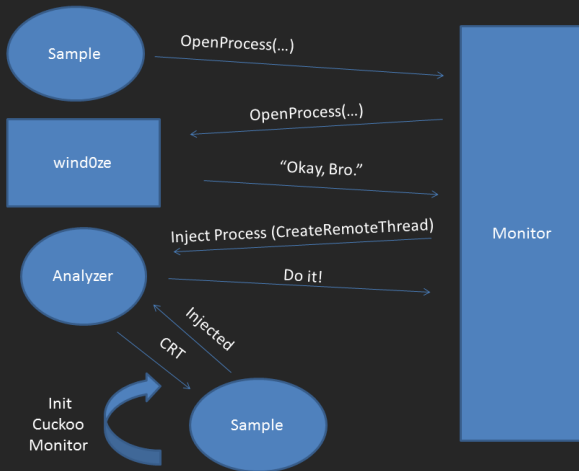 Sample
OpenProcess(...)
OpenProcess(...)
wind0ze
"Okay, Bro."
Monitor
Inject Process (CreateRemoteThread)
Analyzer
Do it!
Injected
CRT
Init
Cuckoo
Monitor
Sample